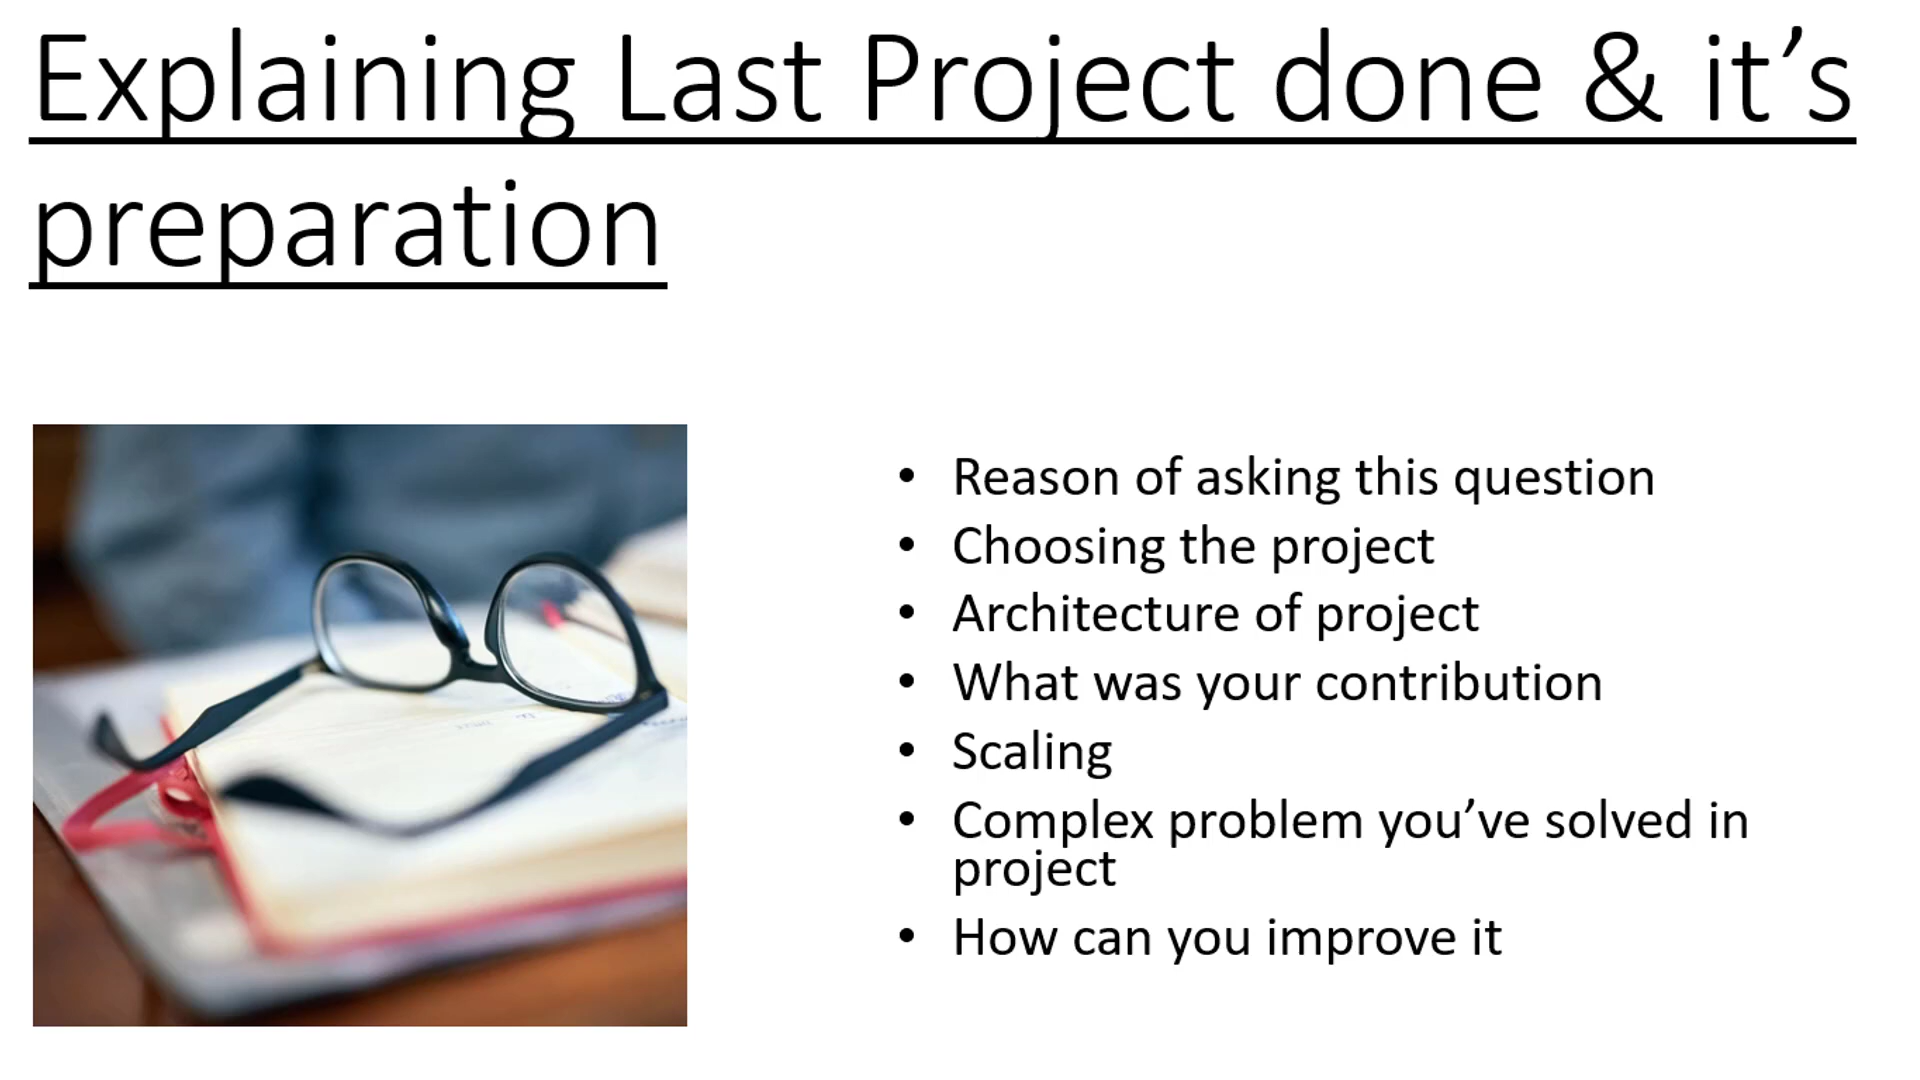 Explaining Last Project done & it’s
preparation
• Reason of asking this question
• Choosing the project
• Architecture of project
• What was your contribution
• Scaling
• Complex problem you’ve solved in
project
• How can you improve it